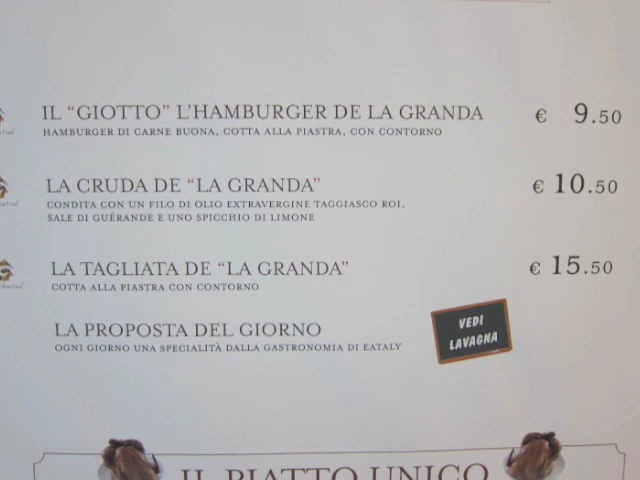 IL "GIOTTO" L'HAMBURGER DE LA GRANDA € 9.50
HAMBURGER DI CARNE BUONA, COTTA ALLA PIASTRA, CON CONTORNO
LA CRUDA DE "LA GRANDA" € 10.50
CONDITA CON UN FILO DI OLIO EXTRAVERGINE TAGGIASCO ROI,
SALE DI GUÉRANDE E UNO SPICCHIO DI LIMONE
LA TAGLIATA DE "LA GRANDA" € 15.50
COTTA ALLA PIASTRA CON CONTORNO
LA PROPOSTA DEL GIORNO
OGNI GIORNO UNA SPECIALITÀ DALLA GASTRONOMIA DI EATALY
VEDI
LAVAGNA
IL PIATTO UNICO